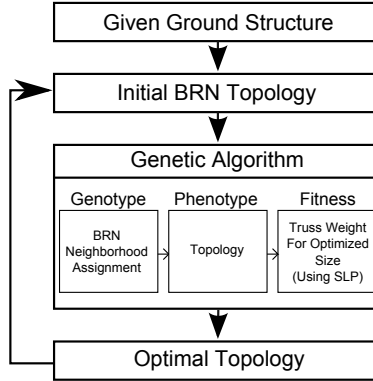 Given Ground Structure
Initial BRN Topology
Genetic Algorithm
Genotype
BRN
Neighborhood
Assignment
Phenotype
Topology
Fitness
Truss Weight
For Optimized
Size
(Using SLP)
Optimal Topology